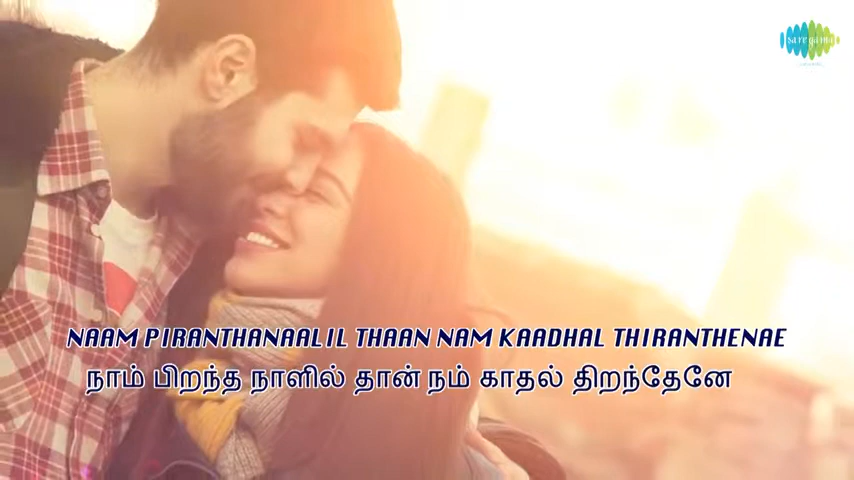 saregama
NAAM PIRANTHANAALIL THAAN NAM KAADHAL THIRANTHENAE
நாம் பிறந்த நாளில் தான் நம் காதல் திறந்தேனே